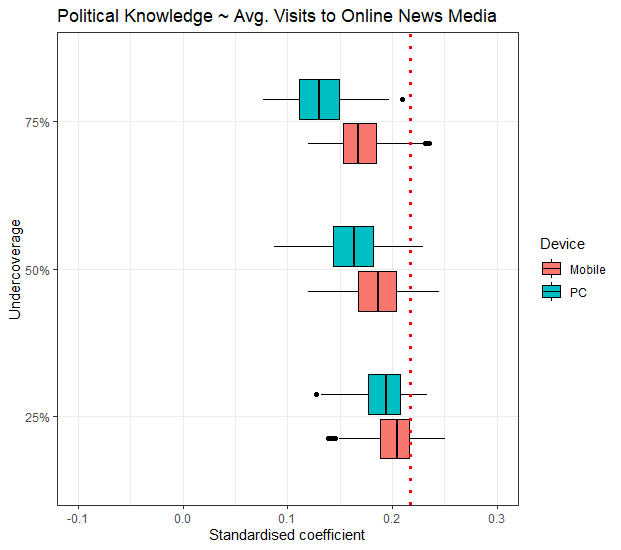 Political Knowledge ~ Avg. Visits to Online News Media
75%
50%
25%
Undercoverage
-0.1
0.0
0.1
0.2
0.3
Standardised coefficient
Device
Mobile
PC